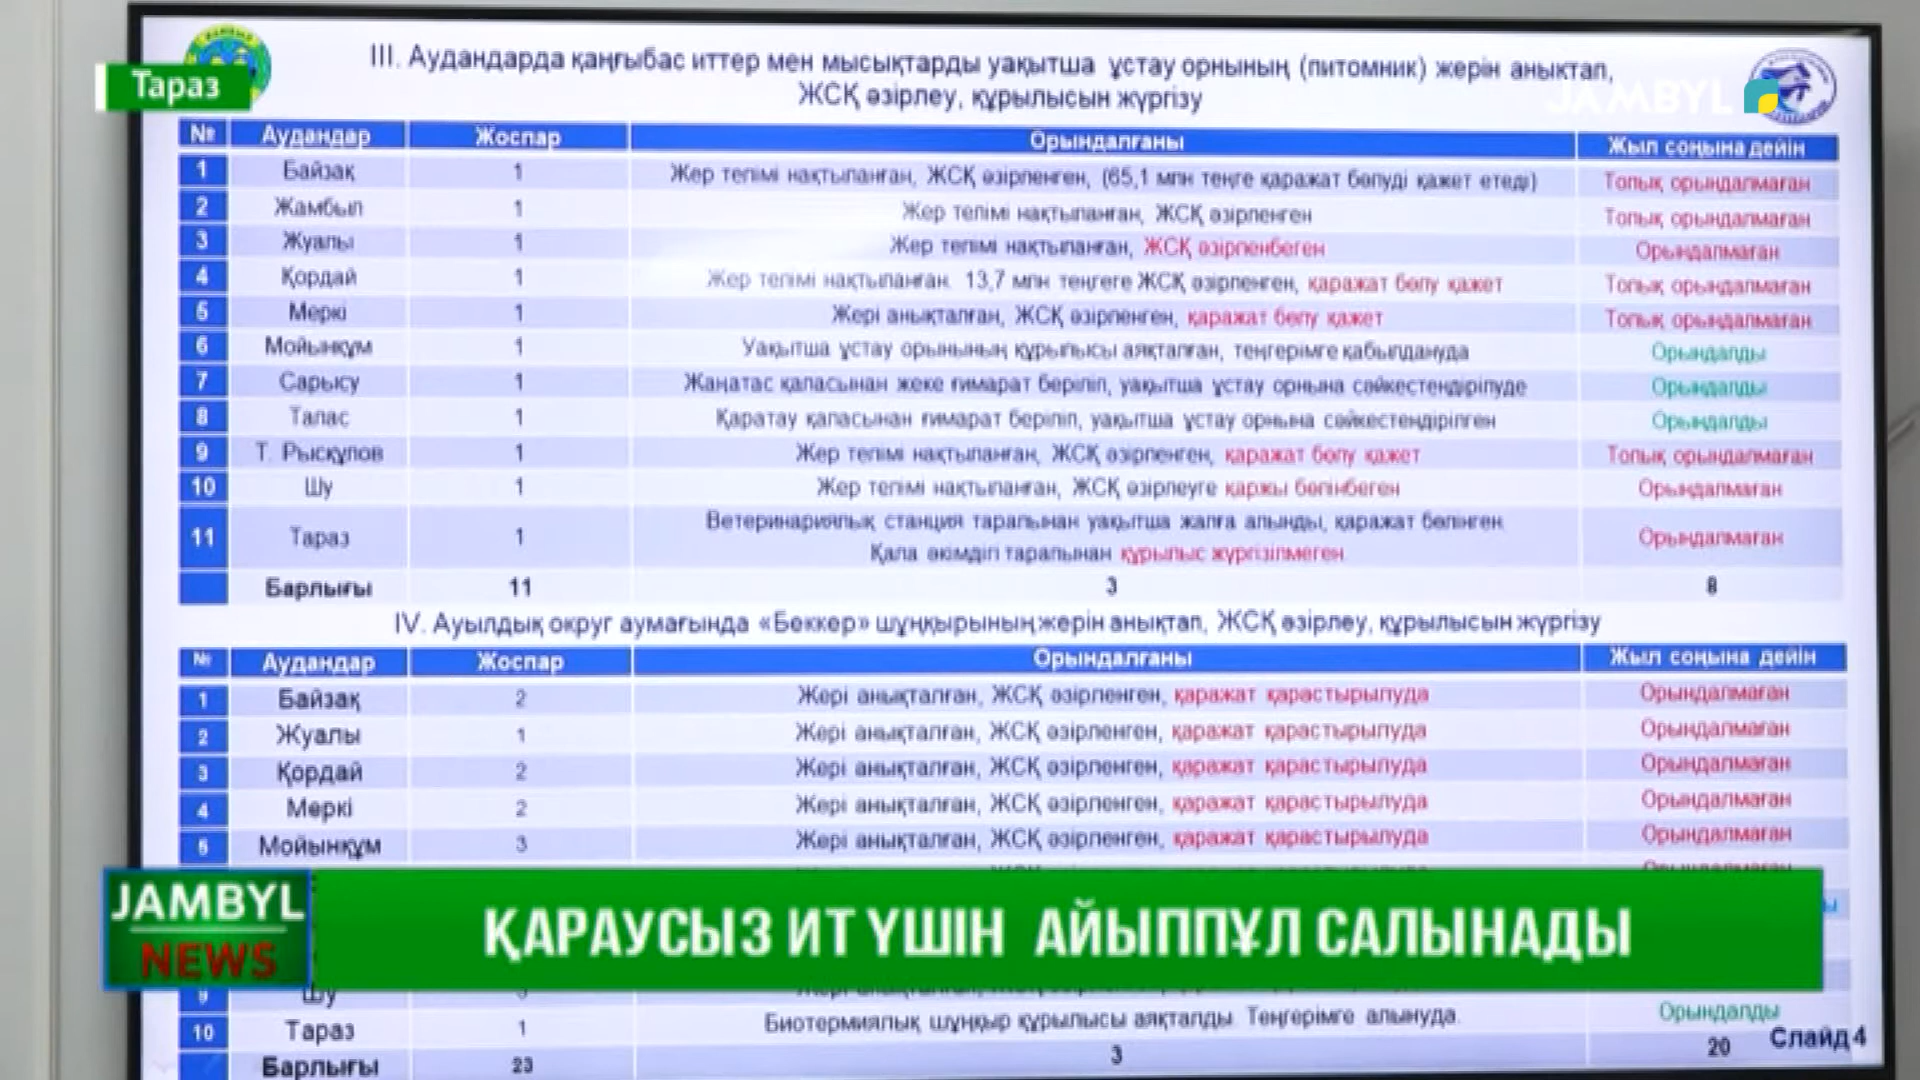 Тараз
JAMBYL
III. Аудандарда қаңғыбас иттер мен мысықтарды уақытша ұстау орнының (питомник) жерін анықтап,
ЖСҚ әзірлеу, құрылысын жүргізу
№ Аудандар Жоспар Орындалғаны Жыл соңына дейін
1 Байзақ 1 Жер телімі нақтыланған, ЖСҚ әзірленген, (65,1 млн теңге қаражат бөлуді қажет етеді) Толық орындалмаған
2 Жамбыл 1 Жер телімі нақтыланған, ЖСҚ әзірленген Толық орындалмаған
3 Жуалы 1 Жер телімі нақтыланған, ЖСҚ әзірленбеген Орындалмаған
4 Қордай 1 Жер телімі нақтыланған. 13,7 млн теңгеге ЖСҚ әзірленген, қаражат бөлу қажет Толық орындалмаған
5 Меркі 1 Жері анықталған, ЖСҚ әзірленген, қаражат бөлу қажет Толық орындалмаған
6 Мойынқұм 1 Уақытша ұстау орынының құрылысы аяқталған, теңгерімге қабылдануда Орындалды
7 Сарысу 1 Жаңатас қаласынан жеке ғимарат беріліп, уақытша ұстау орнына сәйкестендірілуде Орындалды
8 Талас 1 Қаратау қаласынан ғимарат беріліп, уақытша ұстау орнына сәйкестендірілген Орындалды
9 Т. Рысқұлов 1 Жер телімі нақтыланған, ЖСҚ әзірленген, қаражат бөлу қажет Толық орындалмаған
10 Шу 1 Жер телімі нақтыланған, ЖСҚ әзірлеуге қаржы бөлінбеген Орындалмаған
11 Тараз 1 Ветеринариялық станция тарапынан уақытша жалға алынды, қаражат бөлінген. Орындалмаған
Қала әкімдігі тарапынан құрылыс жүргізілмеген
Барлығы 11 3 8
IV. Ауылдық округ аумағында «Беккер» шұңқырының жерін анықтап, ЖСҚ әзірлеу, құрылысын жүргізу
№ Аудандар Жоспар Орындалғаны Жыл соңына дейін
1 Байзақ 2 Жері анықталған, ЖСҚ әзірленген, қаражат қарастырылуда Орындалмаған
2 Жуалы 1 Жері анықталған, ЖСҚ әзірленген, қаражат қарастырылуда Орындалмаған
3 Қордай 2 Жері анықталған, ЖСҚ әзірленген, қаражат қарастырылуда Орындалмаған
4 Меркі 2 Жері анықталған, ЖСҚ әзірленген, қаражат қарастырылуда Орындалмаған
5 Мойынқұм 3 Жері анықталған, ЖСҚ әзірленген, қаражат қарастырылуда Орындалмаған
JAMBYL
NEWS
ҚАРАУСЫЗ ИТ ҮШІН АЙЫППҰЛ САЛЫНАДЫ
9 Шу
10 Тараз 1 Биотермиялық шұңқыр құрылысы аяқталды. Теңгерімге алынуда. Орындалды
Барлығы 23 3 20
Слайд 4